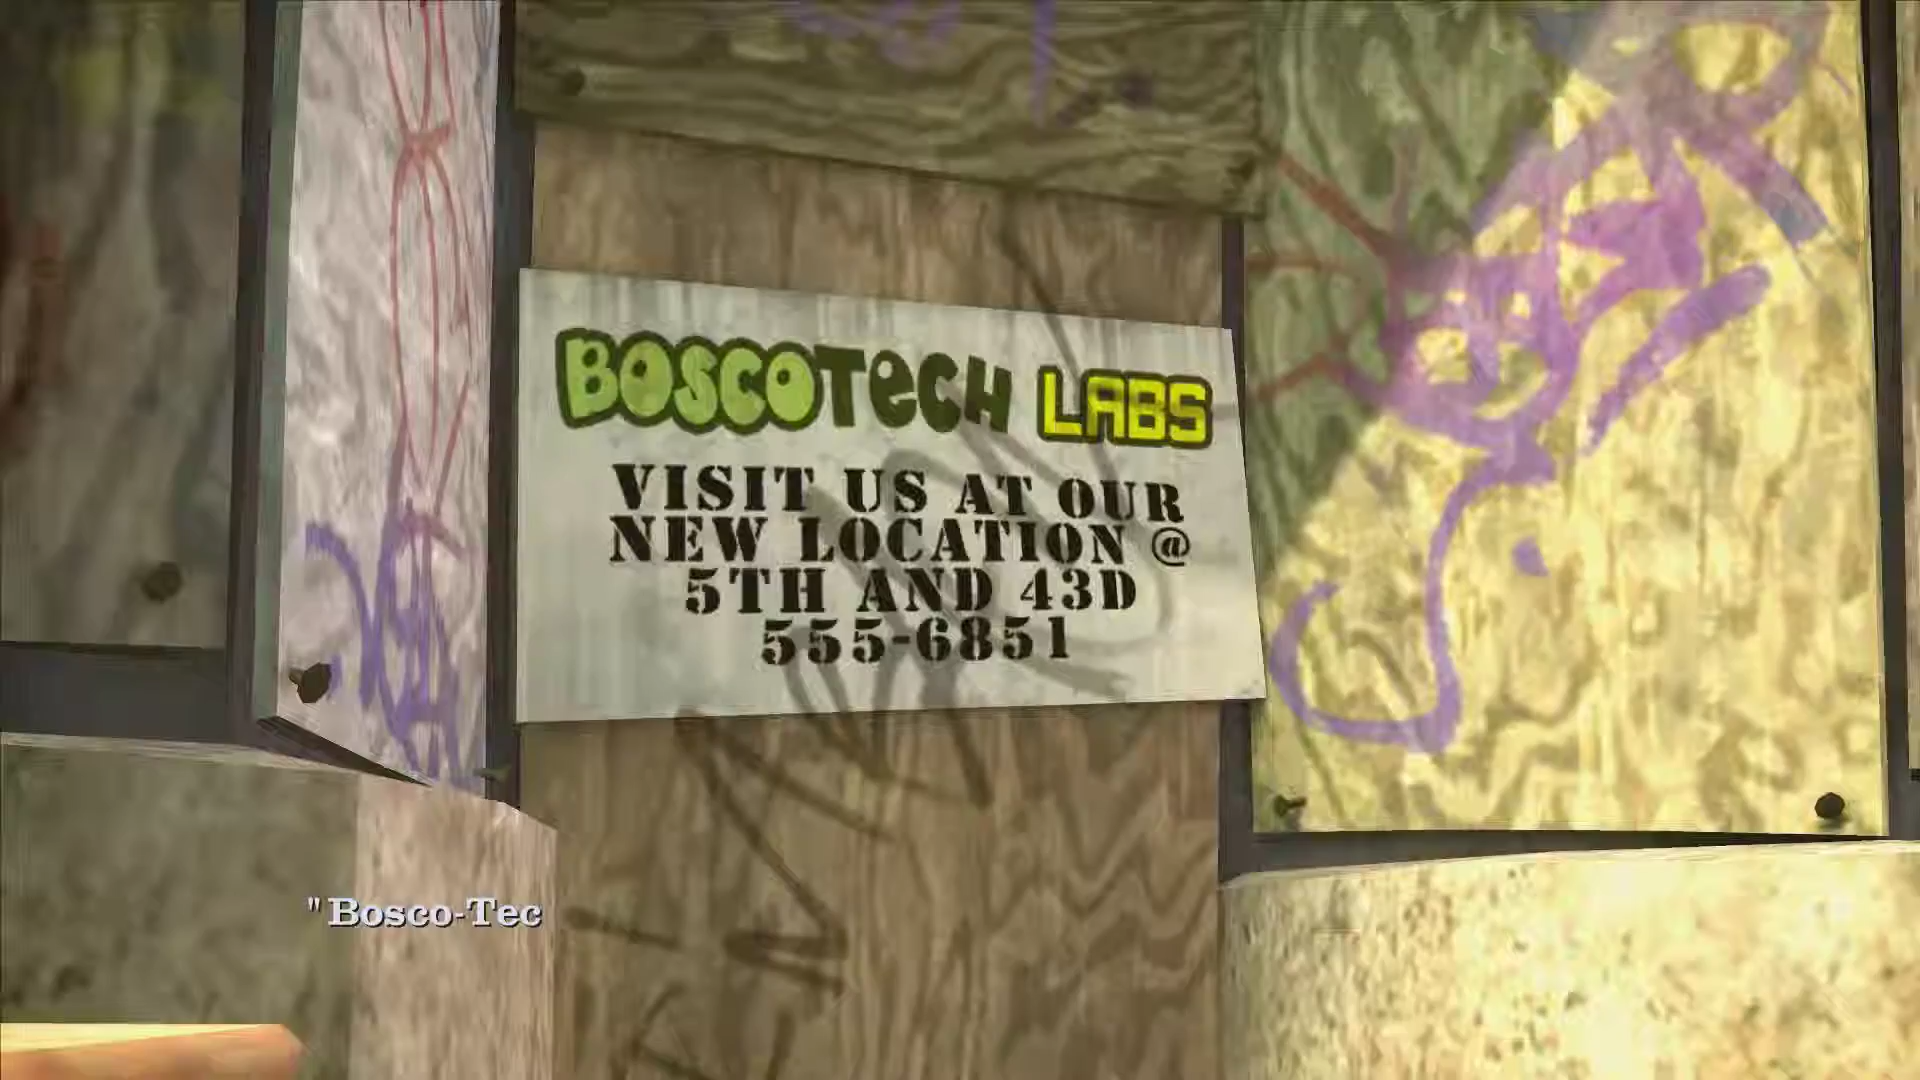 BOSCOTECH LABS
VISIT US AT OUR
NEW LOCATION @
5TH AND 43D
555-6851
"Bosco-Tec